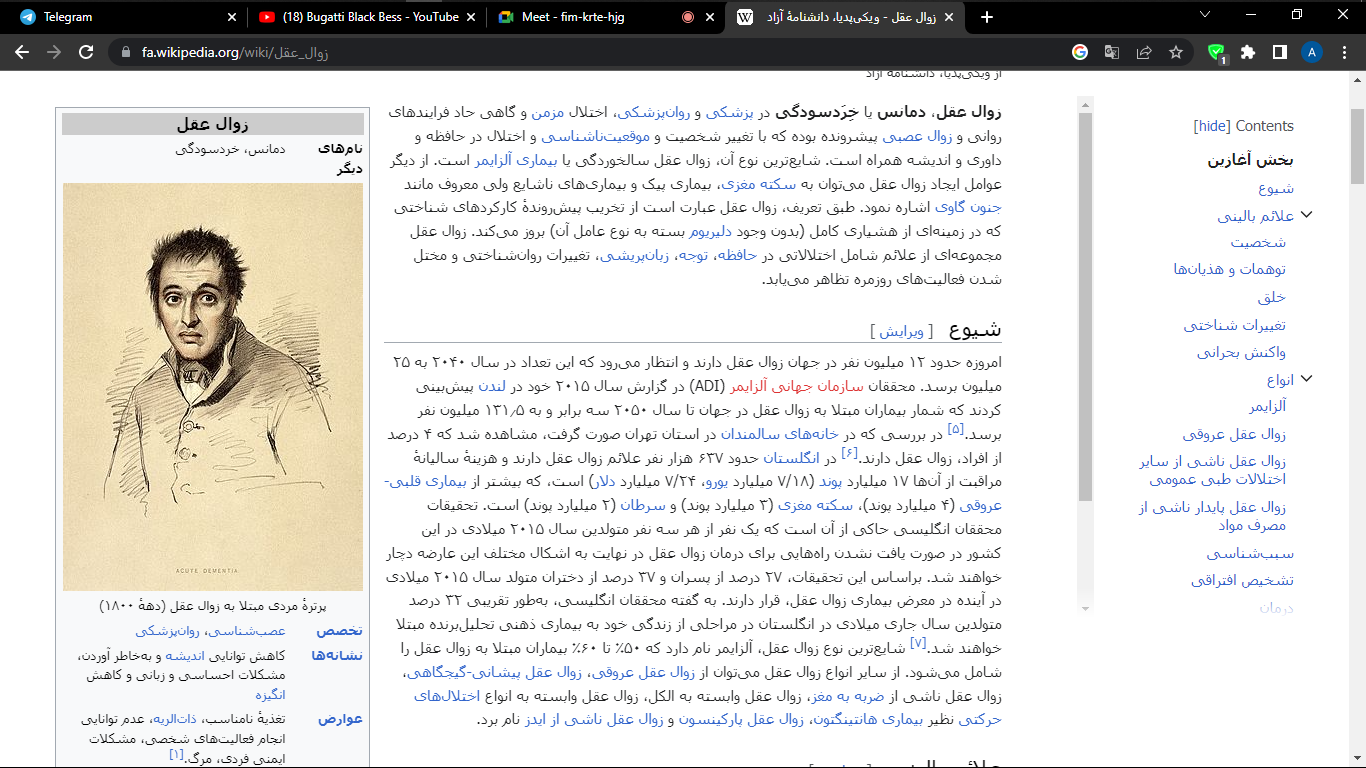 Telegram
(18) Bugatti Black Bess - YouTube
Meet - fim-krte-hjg
زوال عقل - ویکی‌پدیا، دانشنامهٔ آزاد
fa.wikipedia.org/wiki/زوال_عقل
1
A
از ویکی‌پدیا، دانشنامهٔ آزاد
زوال عقل، دمانس یا خِرَدسودگی در پزشکی و روان‌پزشکی، اختلال مزمن و گاهی حاد فرایندهای
روانی و زوال عصبی پیشرونده بوده که با تغییر شخصیت و موقعیت‌ناشناسی و اختلال در حافظه و
داوری و اندیشه همراه است. شایع‌ترین نوع آن، زوال عقل سالخوردگی یا بیماری آلزایمر است. از دیگر
عوامل ایجاد زوال عقل می‌توان به سکته مغزی، بیماری پیک و بیماری‌های ناشایع ولی معروف مانند
جنون گاوی اشاره نمود. طبق تعریف، زوال عقل عبارت است از تخریب پیش‌روندهٔ کارکردهای شناختی
که در زمینه‌ای از هشیاری کامل (بدون وجود دلیریوم بسته به نوع عامل آن) بروز می‌کند. زوال عقل
مجموعه‌ای از علائم شامل اختلالاتی در حافظه، توجه، زبان‌پریشی، تغییرات روان‌شناختی و مختل
شدن فعالیت‌های روزمره تظاهر می‌یابد.
شیوع [ ویرایش ]
امروزه حدود ۱۲ میلیون نفر در جهان زوال عقل دارند و انتظار می‌رود که این تعداد در سال ۲۰۴۰ به ۲۵
میلیون برسد. محققان سازمان جهانی آلزایمر (ADI) در گزارش سال ۲۰۱۵ خود در لندن پیش‌بینی
کردند که شمار بیماران مبتلا به زوال عقل در جهان تا سال ۲۰۵۰ سه برابر و به ۱۳۱٫۵ میلیون نفر
برسد.[۵] در بررسی که در خانه‌های سالمندان در استان تهران صورت گرفت، مشاهده شد که ۴ درصد
از افراد، زوال عقل دارند.[۶] در انگلستان حدود ۶۳۷ هزار نفر علائم زوال عقل دارند و هزینهٔ سالیانهٔ
مراقبت از آن‌ها ۱۷ میلیارد پوند (۷/۱۸ میلیارد یورو، ۷/۲۴ میلیارد دلار) است، که بیشتر از بیماری قلبی-
عروقی (۴ میلیارد پوند)، سکته مغزی (۳ میلیارد پوند) و سرطان (۲ میلیارد پوند) است. تحقیقات
محققان انگلیسی حاکی از آن است که یک نفر از هر سه نفر متولدین سال ۲۰۱۵ میلادی در این
کشور در صورت یافت نشدن راه‌هایی برای درمان زوال عقل در نهایت به اشکال مختلف این عارضه دچار
خواهند شد. براساس این تحقیقات، ۲۷ درصد از پسران و ۳۷ درصد از دختران متولد سال ۲۰۱۵ میلادی
در آینده در معرض بیماری زوال عقل، قرار دارند. به گفته محققان انگلیسی، به‌طور تقریبی ۳۲ درصد
متولدین سال جاری میلادی در انگلستان در مراحلی از زندگی خود به بیماری ذهنی تحلیل‌برنده مبتلا
خواهند شد.[۷] شایع‌ترین نوع زوال عقل، آلزایمر نام دارد که ۵۰٪ تا ۶۰٪ بیماران مبتلا به زوال عقل را
شامل می‌شود. از سایر انواع زوال عقل می‌توان از زوال عقل عروقی، زوال عقل پیشانی-گیجگاهی،
زوال عقل ناشی از ضربه به مغز، زوال عقل وابسته به الکل، زوال عقل وابسته به انواع اختلال‌های
حرکتی نظیر بیماری هانتینگتون، زوال عقل پارکینسون و زوال عقل ناشی از ایدز نام برد.
[hide] Contents
بخش آغازین
شیوع
علائم بالینی
شخصیت
توهمات و هذیان‌ها
خلق
تغییرات شناختی
واکنش بحرانی
انواع
آلزایمر
زوال عقل عروقی
زوال عقل ناشی از سایر
اختلالات طبی عمومی
زوال عقل پایدار ناشی از
مصرف مواد
سبب‌شناسی
تشخیص افتراقی
درمان
زوال عقل
نام‌های دمانس، خردسودگی
دیگر
ACUTE DEMENTIA
پرترهٔ مردی مبتلا به زوال عقل (دههٔ ۱۸۰۰)
تخصص عصب‌شناسی، روان‌پزشکی
نشانه‌ها کاهش توانایی اندیشه و به‌خاطر آوردن،
مشکلات احساسی و زبانی و کاهش
انگیزه
عوارض تغذیهٔ نامناسب، ذات‌الریه، عدم توانایی
انجام فعالیت‌های شخصی، مشکلات
ایمنی فردی، مرگ.[۱]